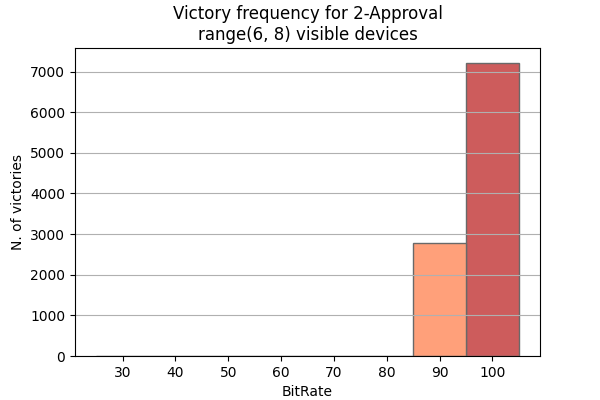 Victory frequency for 2-Approval
range(6, 8) visible devices
N. of victories
7000
6000
5000
4000
3000
2000
1000
0
30 40 50 60 70 80 90 100
BitRate